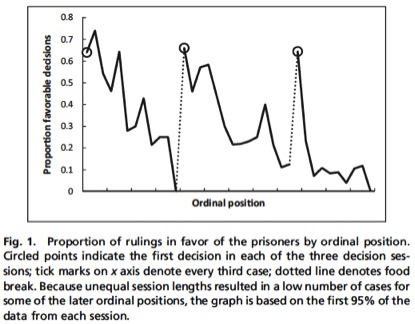 0.8
0.7
0.6
0.5
0.4
0.3
0.2
0.1
0
Proportion favorable decisions
Ordinal position
Fig. 1. Proportion of rulings in favor of the prisoners by ordinal position.
Circled points indicate the first decision in each of the three decision ses-
sions; tick marks on x axis denote every third case; dotted line denotes food
break. Because unequal session lengths resulted in a low number of cases for
some of the later ordinal positions, the graph is based on the first 95% of the
data from each session.